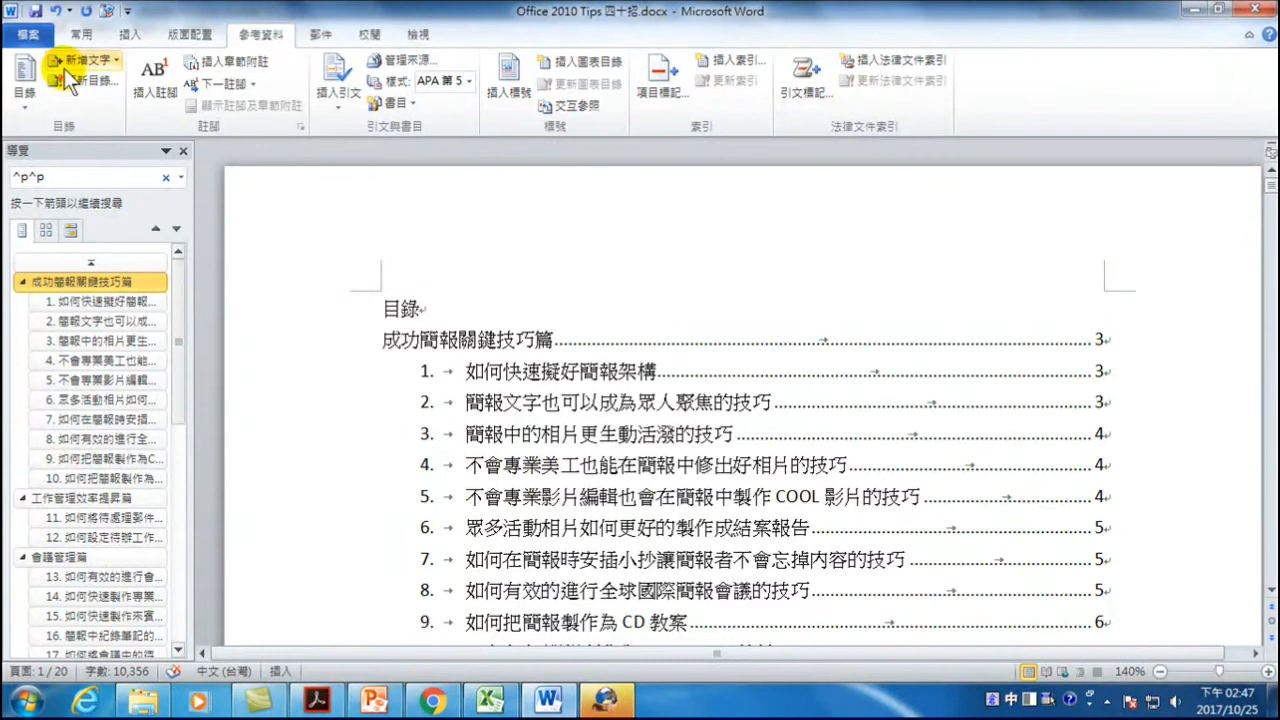 Office 2010 Tips 四十招.docx - Microsoft Word
檔案 常用 插入 版面配置 參考資料 郵件 校閱 檢視
新增文字 插入章節附註 管理來源... 插入圖表目錄 插入索引... 插入法律文件索引
新目錄... 下一註腳 樣式: APA 第 5 更新圖表目錄 更新索引 更新法律文件索引
目錄 AB¹ 插入註腳 顯示註腳及章節附註 插入引文 書目 插入標號 交互參照 項目標記... 引文標記...
目錄 註腳 引文與書目 標號 索引 法律文件索引
導覽
^p^p
按一下箭頭以繼續搜尋
成功簡報關鍵技巧篇
1. 如何快速擬好簡報...
2. 簡報文字也可以成...
3. 簡報中的相片更生...
4. 不會專業美工也能...
5. 不會專業影片編輯...
6. 眾多活動相片如何...
7. 如何在簡報時安插...
8. 如何有效的進行全...
9. 如何把簡報製作為C...
10. 如何把簡報製作為...
工作管理效率提昇篇
11. 如何將待處理郵件...
12. 如何設定待辦工作...
會議管理篇
13. 如何有效的進行會...
14. 如何快速製作專業...
15. 如何快速製作來賓...
16. 簡報中紀錄筆記的...
17. 如何將會議中的待...
目錄
成功簡報關鍵技巧篇 3
1. 如何快速擬好簡報架構 3
2. 簡報文字也可以成為眾人聚焦的技巧 3
3. 簡報中的相片更生動活潑的技巧 4
4. 不會專業美工也能在簡報中修出好相片的技巧 4
5. 不會專業影片編輯也會在簡報中製作 COOL 影片的技巧 4
6. 眾多活動相片如何更好的製作成結案報告 5
7. 如何在簡報時安插小抄讓簡報者不會忘掉內容的技巧 5
8. 如何有效的進行全球國際簡報會議的技巧 5
9. 如何把簡報製作為 CD 教案 6
頁面: 1 / 20 字數: 10,356 中文 (台灣) 插入 140%
中 下午 02:47
2017/10/25